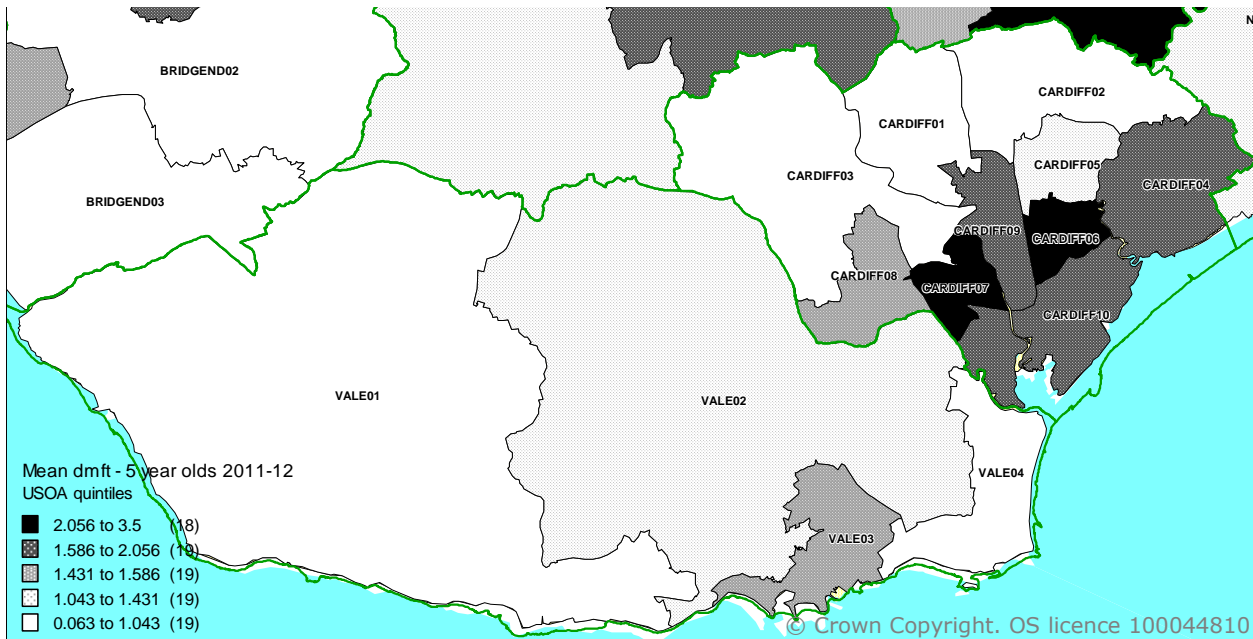 N
BRIDGEND02
CARDIFF02
CARDIFF01
CARDIFF05
CARDIFF03
CARDIFF04
BRIDGEND03
CARDIFF09
CARDIFF06
CARDIFF08
CARDIFF07
CARDIFF10
VALE01
VALE02
VALE04
VALE03
Mean dmft - 5 year olds 2011-12
USOA quintiles
2.056 to 3.5 (18)
1.586 to 2.056 (19)
1.431 to 1.586 (19)
1.043 to 1.431 (19)
0.063 to 1.043 (19)
© Crown Copyright. OS licence 100044810